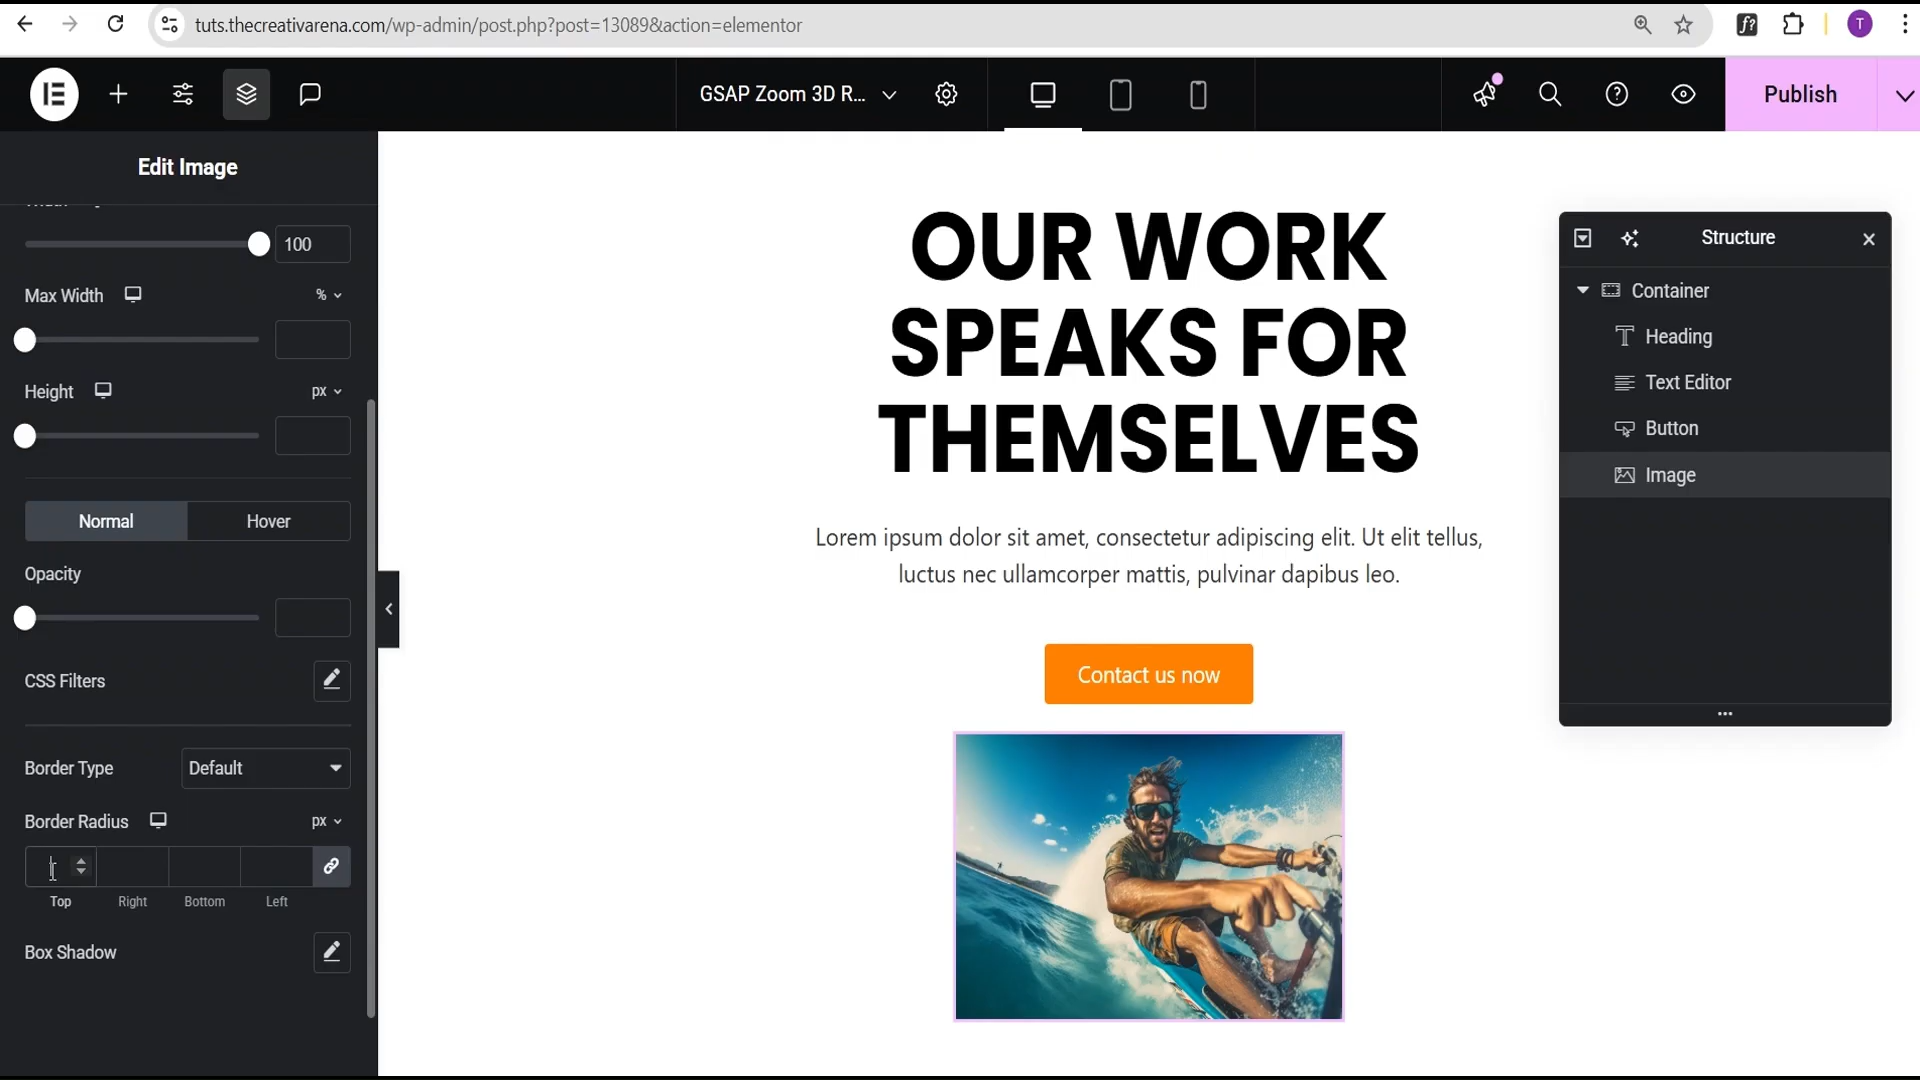 tuts.thecreativarena.com/wp-admin/post.php?post=13089&action=elementor
T
GSAP Zoom 3D R...
Publish
Edit Image
100
Max Width
%
Height
px
Normal
Hover
Opacity
CSS Filters
Border Type
Default
Border Radius
px
Top
Right
Bottom
Left
Box Shadow
OUR WORK
SPEAKS FOR
THEMSELVES
Lorem ipsum dolor sit amet, consectetur adipiscing elit. Ut elit tellus,
luctus nec ullamcorper mattis, pulvinar dapibus leo.
Contact us now
Structure
Container
Heading
Text Editor
Button
Image